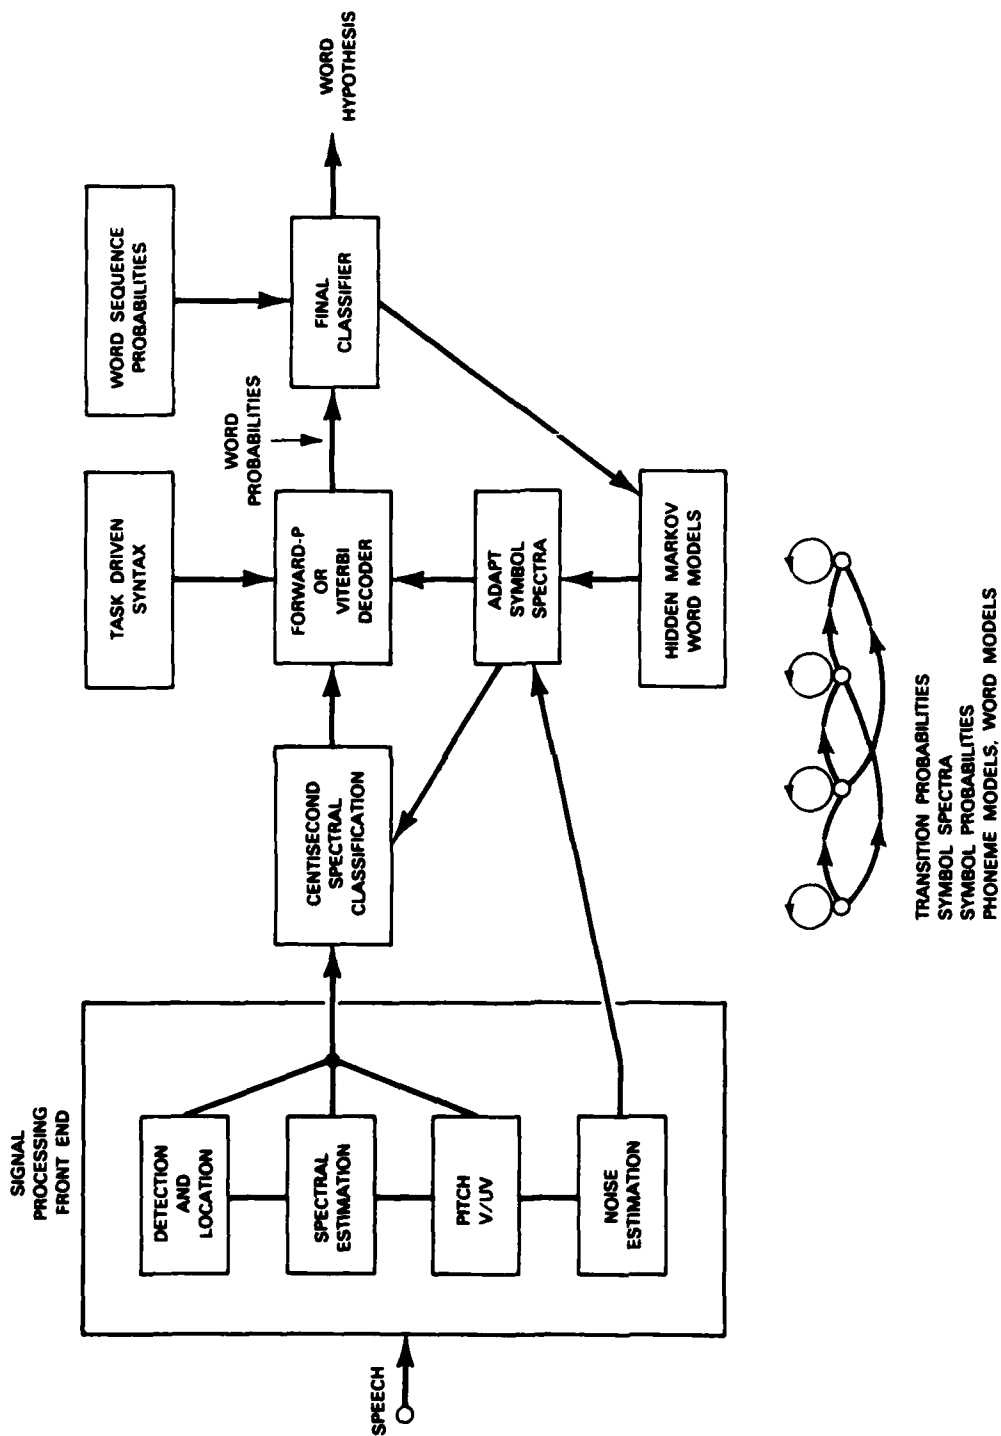 SIGNAL
PROCESSING
FRONT END
SPEECH
DETECTION
AND
LOCATION
SPECTRAL
ESTIMATION
PITCH
V/UV
NOISE
ESTIMATION
CENTISECOND
SPECTRAL
CLASSIFICATION
TASK DRIVEN
SYNTAX
FORWARD-P
OR
VITERBI
DECODER
ADAPT
SYMBOL
SPECTRA
HIDDEN MARKOV
WORD MODELS
WORD
PROBABILITIES
WORD SEQUENCE
PROBABILITIES
FINAL
CLASSIFIER
WORD
HYPOTHESIS
TRANSITION PROBABILITIES
SYMBOL SPECTRA
SYMBOL PROBABILITIES
PHONEME MODELS, WORD MODELS